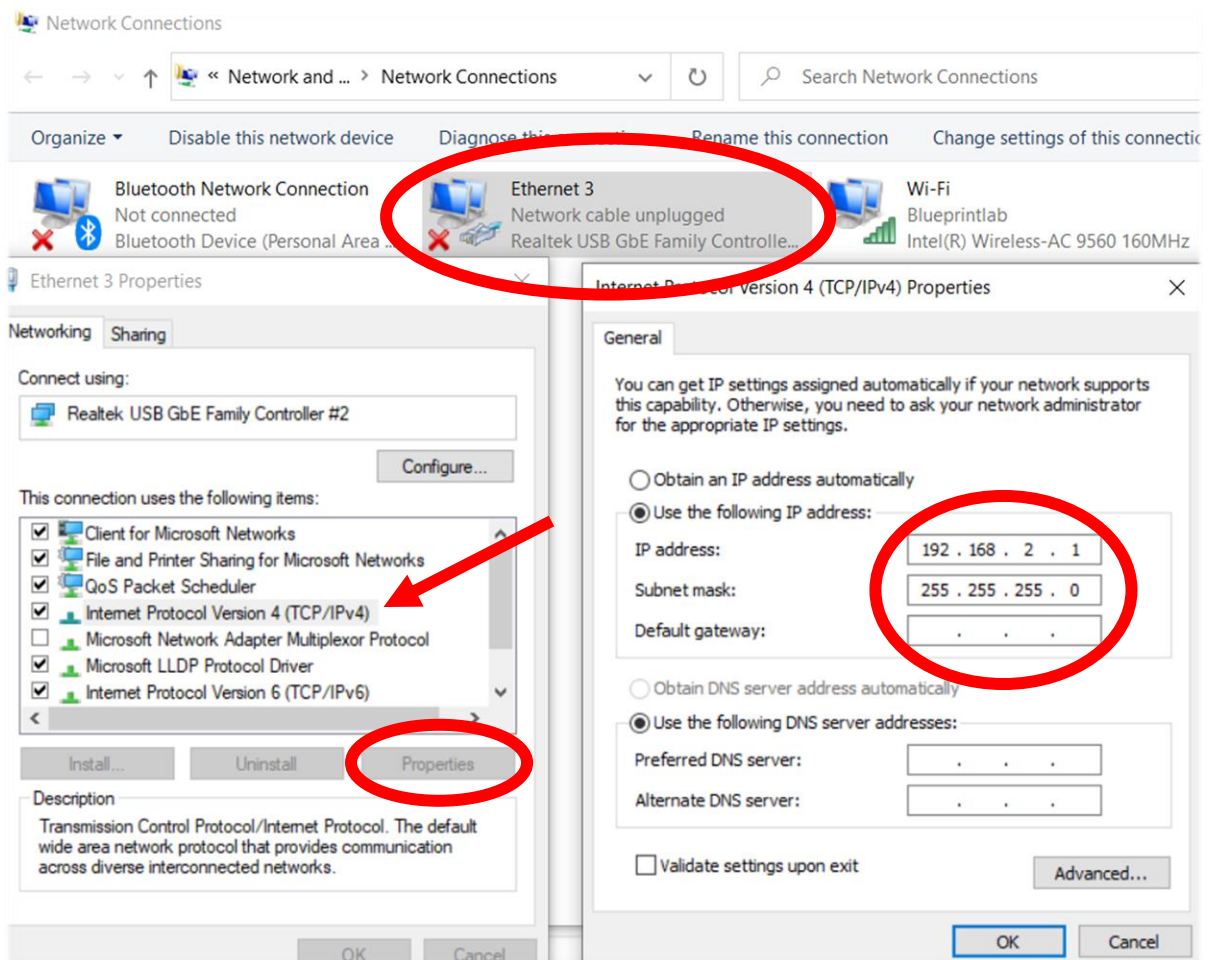 Network Connections
« Network and ... > Network Connections
Search Network Connections
Organize
Disable this network device
Diagnose this
Rename this connection
Change settings of this connectic
Bluetooth Network Connection
Not connected
Bluetooth Device (Personal Area ...
Ethernet 3
Network cable unplugged
Realtek USB GbE Family Controlle...
Wi-Fi
Blueprintlab
Intel(R) Wireless-AC 9560 160MHz
Ethernet 3 Properties
Networking
Sharing
Connect using:
Realtek USB GbE Family Controller #2
Configure...
This connection uses the following items:
Client for Microsoft Networks
File and Printer Sharing for Microsoft Networks
QoS Packet Scheduler
Internet Protocol Version 4 (TCP/IPv4)
Microsoft Network Adapter Multiplexor Protocol
Microsoft LLDP Protocol Driver
Internet Protocol Version 6 (TCP/IPv6)
Install...
Uninstall
Properties
Description
Transmission Control Protocol/Internet Protocol. The default
wide area network protocol that provides communication
across diverse interconnected networks.
OK
Cancel
Internet Protocol Version 4 (TCP/IPv4) Properties
General
You can get IP settings assigned automatically if your network supports
this capability. Otherwise, you need to ask your network administrator
for the appropriate IP settings.
Obtain an IP address automatically
Use the following IP address:
IP address:
192 . 168 . 2 . 1
Subnet mask:
255 . 255 . 255 . 0
Default gateway:
. . .
Obtain DNS server address automatically
Use the following DNS server addresses:
Preferred DNS server:
. . .
Alternate DNS server:
. . .
Validate settings upon exit
Advanced...
OK
Cancel